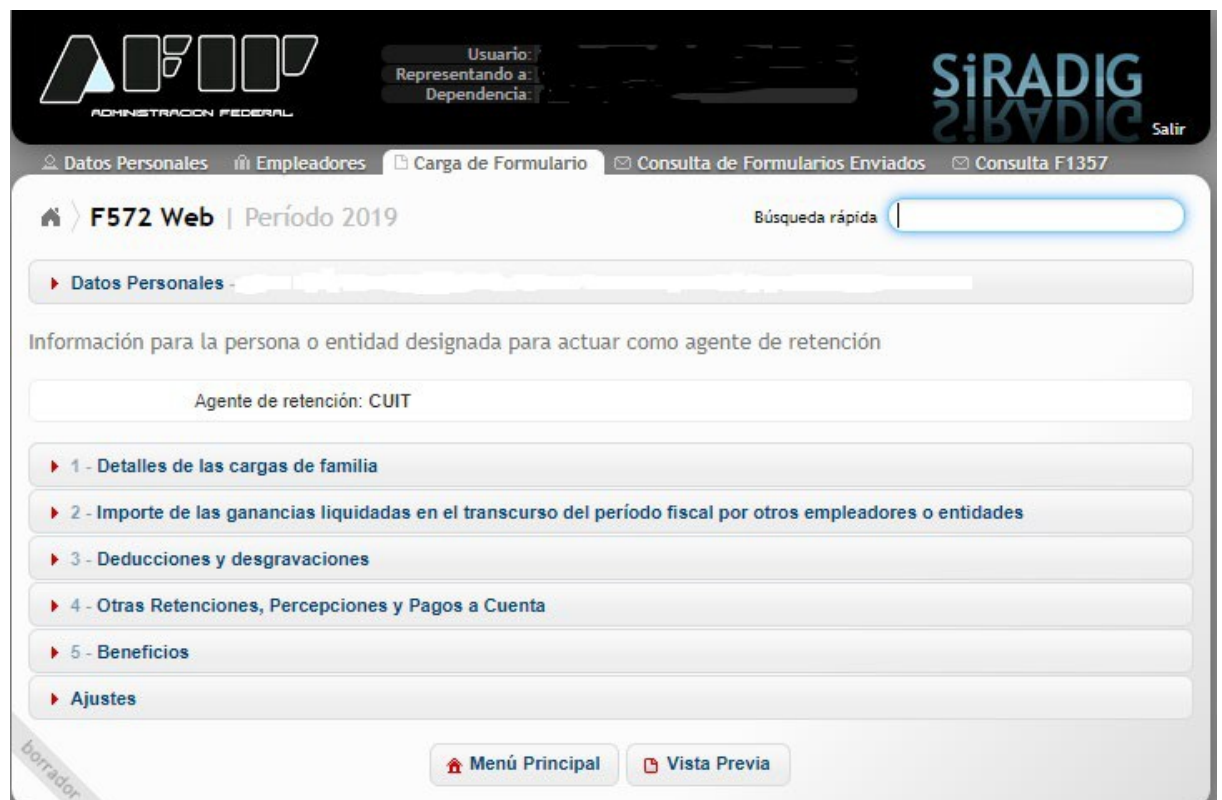 AFIP
ADMINISTRACION FEDERAL
Usuario:
Representando a:
Dependencia:
SiRADIG
Salir
Datos Personales Empleadores Carga de Formulario Consulta de Formularios Enviados Consulta F1357
F572 Web | Período 2019 Búsqueda rápida
Datos Personales -
Información para la persona o entidad designada para actuar como agente de retención
Agente de retención: CUIT
1 - Detalles de las cargas de familia
2 - Importe de las ganancias liquidadas en el transcurso del período fiscal por otros empleadores o entidades
3 - Deducciones y desgravaciones
4 - Otras Retenciones, Percepciones y Pagos a Cuenta
5 - Beneficios
Ajustes
borrador
Menú Principal Vista Previa